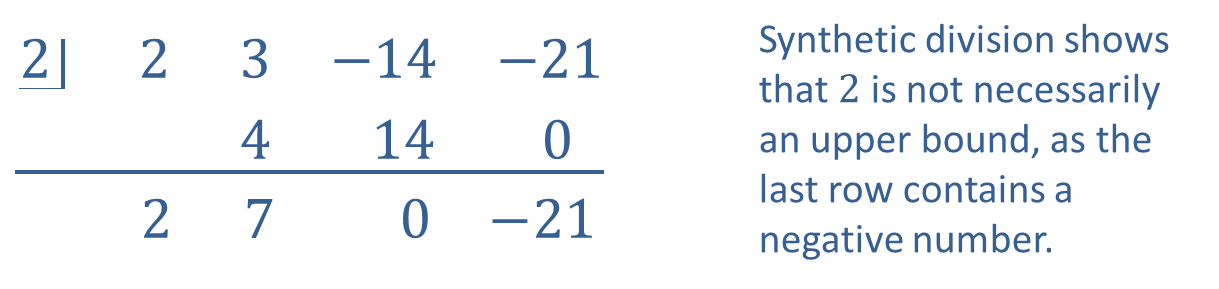 2| 2 3 −14 −21
4 14 0
2 7 0 −21
Synthetic division shows
that 2 is not necessarily
an upper bound, as the
last row contains a
negative number.